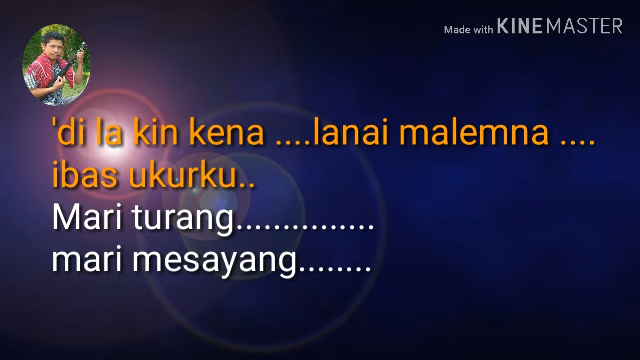 Made with KINEMASTER
'di la kin kena ....lanai malemna ....
ibas ukurku..
Mari turang...............
mari mesayang........